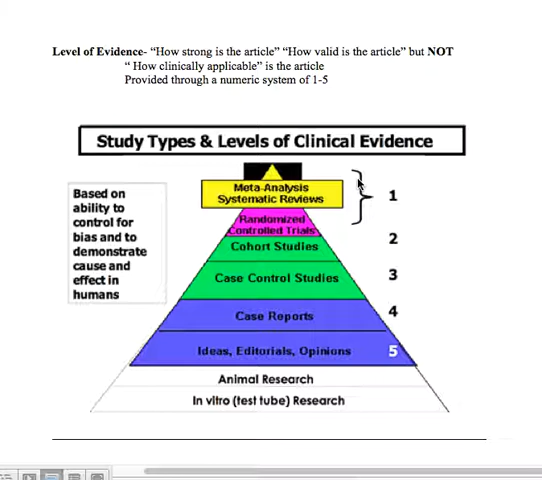 Level of Evidence- “How strong is the article” “How valid is the article” but NOT
“ How clinically applicable” is the article
Provided through a numeric system of 1-5
Study Types & Levels of Clinical Evidence
Based on
ability to
control for
bias and to
demonstrate
cause and
effect in
humans
Meta-Analysis
Systematic Reviews
1
Randomized
Controlled Trials
Cohort Studies
2
Case Control Studies
3
Case Reports
4
Ideas, Editorials, Opinions
5
Animal Research
In vitro (test tube) Research